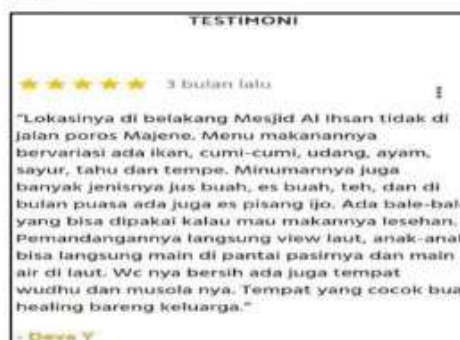 TESTIMONI
3 bulan lalu
"Lokasinya di belakang Mesjid Al Ihsan tidak di
jalan poros Majene. Menu makanannya
bervariasi ada ikan, cumi-cumi, udang, ayam,
sayur, tahu dan tempe. Minumannya juga
banyak jenisnya jus buah, es buah, teh, dan di
bulan puasa ada juga es pisang ijo. Ada bale-bal
yang bisa dipakai kalau mau makannya lesehan.
Pemandangannya langsung view laut, anak-anal
bisa langsung main di pantai pasirnya dan main
air di laut. Wc nya bersih ada juga tempat
wudhu dan musola nya. Tempat yang cocok bua
healing bareng keluarga."
- Deva Y